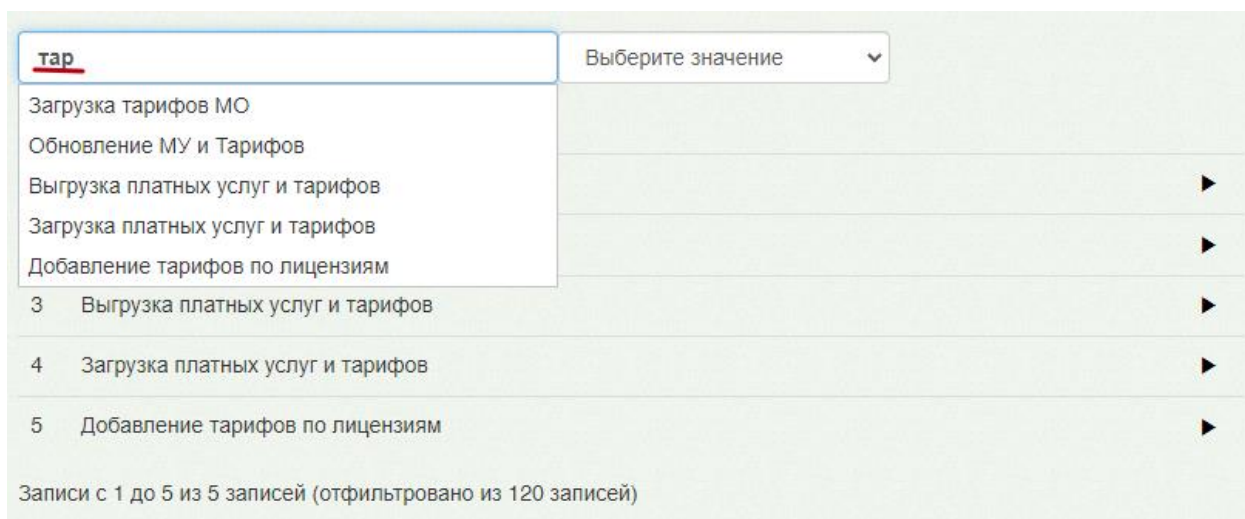 тар
Выберите значение
Загрузка тарифов МО
Обновление МУ и Тарифов
Выгрузка платных услуг и тарифов
Загрузка платных услуг и тарифов
Добавление тарифов по лицензиям
3 Выгрузка платных услуг и тарифов
4 Загрузка платных услуг и тарифов
5 Добавление тарифов по лицензиям
Записи с 1 до 5 из 5 записей (отфильтровано из 120 записей)